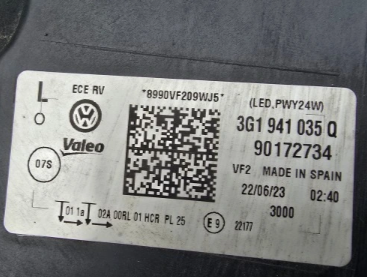 L ECE RV *8990VF209WJ5* (LED,PWY24W)
O Valeo 3G1 941 035 Q
90172734
07S VF2 MADE IN SPAIN
22/06/23 02:40
3000
01 1a 02A 00RL 01 HCR PL 25 E9 22177